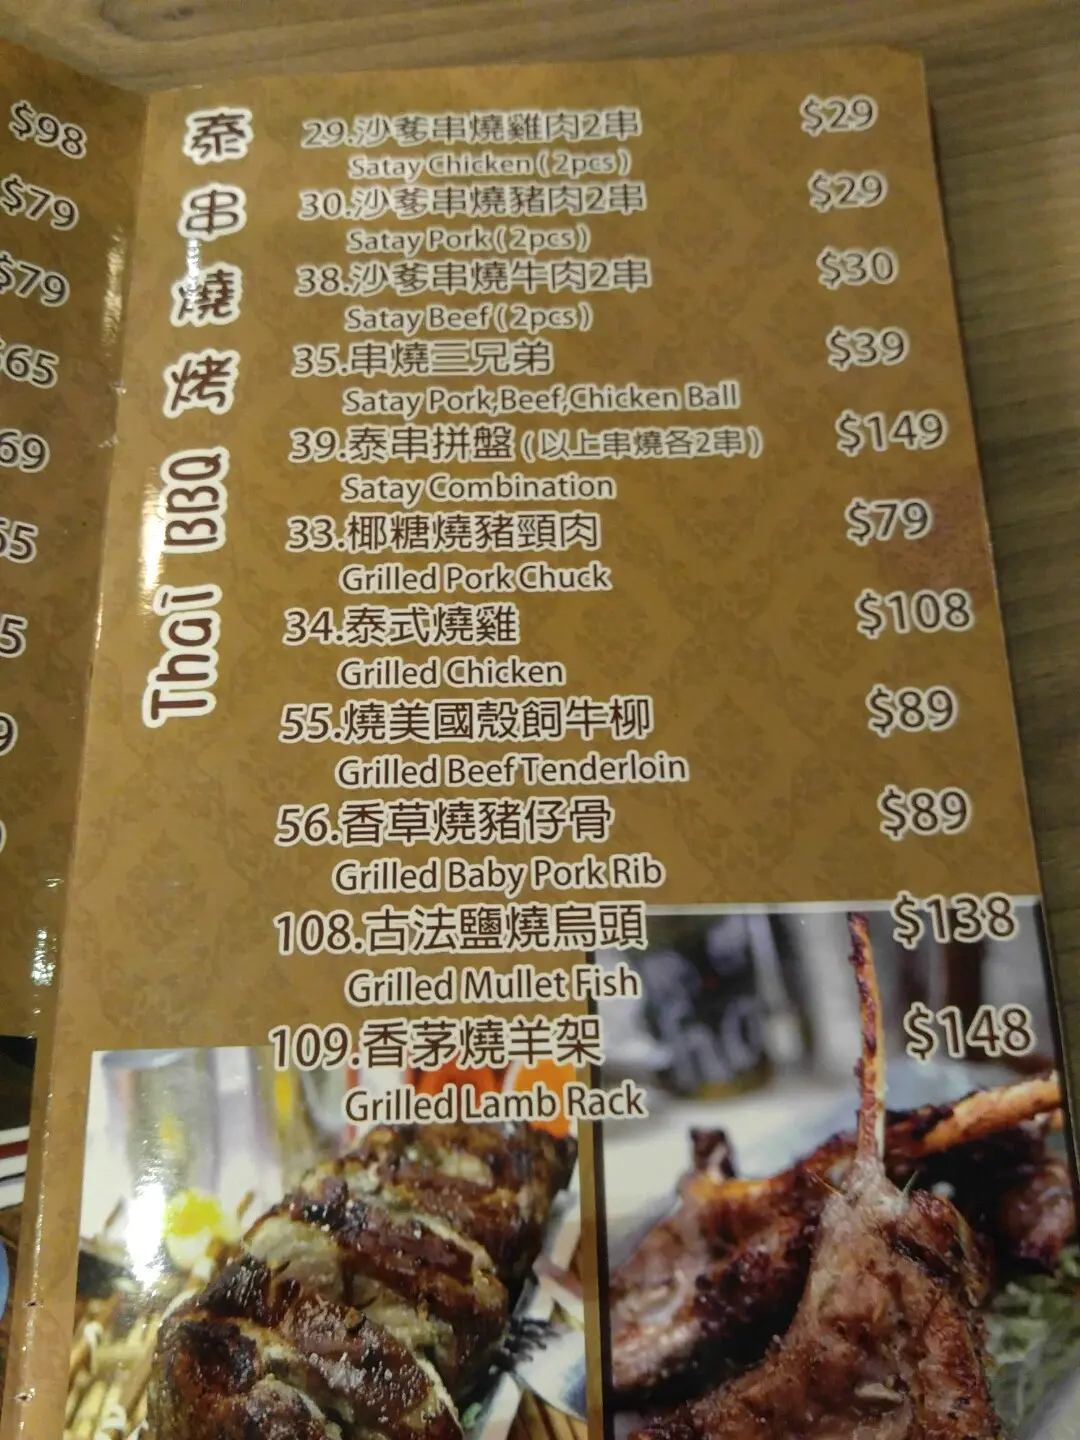 $98
$79
$79
$65
泰串燒烤 Thai BBQ
29.沙爹串燒雞肉2串 $29
Satay Chicken ( 2pcs )
30.沙爹串燒豬肉2串 $29
Satay Pork ( 2pcs )
38.沙爹串燒牛肉2串 $30
Satay Beef ( 2pcs )
35.串燒三兄弟 $39
Satay Pork,Beef,Chicken Ball
39.泰串拼盤 ( 以上串燒各2串 ) $149
Satay Combination
33.椰糖燒豬頸肉 $79
Grilled Pork Chuck
34.泰式燒雞 $108
Grilled Chicken
55.燒美國殼飼牛柳 $89
Grilled Beef Tenderloin
56.香草燒豬仔骨 $89
Grilled Baby Pork Rib
108.古法鹽燒烏頭 $138
Grilled Mullet Fish
109.香茅燒羊架 $148
Grilled Lamb Rack